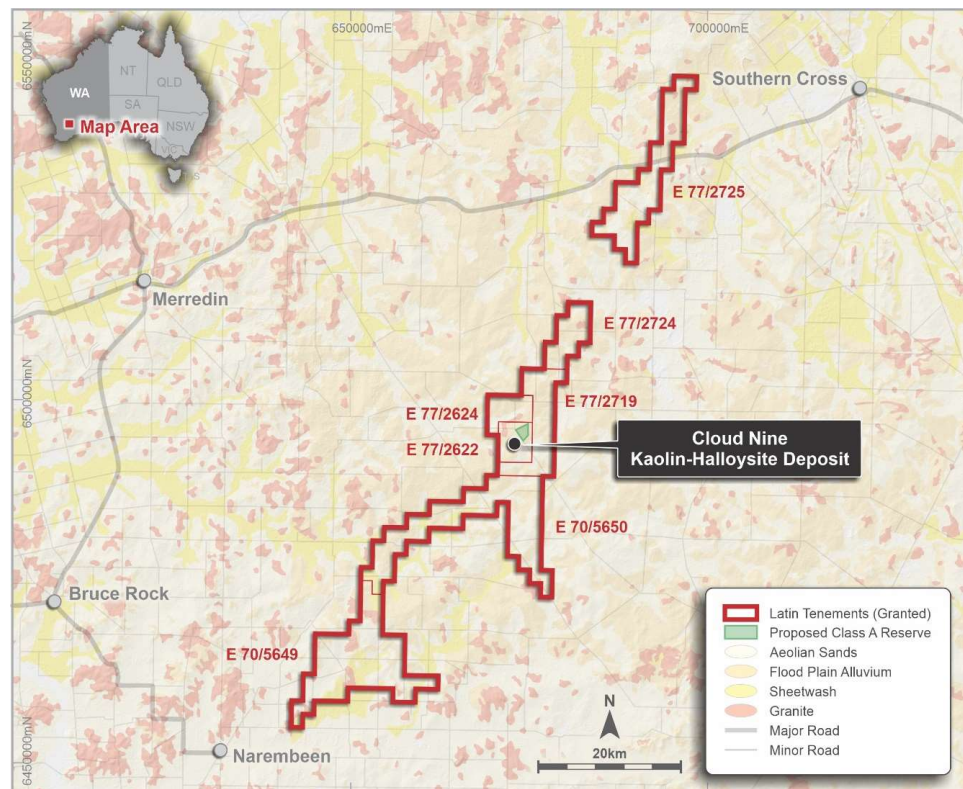 650000mE
700000mE
6550000mN
6500000mN
6450000mN
NT
QLD
WA
SA
NSW
VIC
Map Area
Southern Cross
E 77/2725
Merredin
E 77/2724
E 77/2719
E 77/2624
E 77/2622
Cloud Nine
Kaolin-Halloysite Deposit
E 70/5650
Bruce Rock
E 70/5649
Narembeen
N
20km
Latin Tenements (Granted)
Proposed Class A Reserve
Aeolian Sands
Flood Plain Alluvium
Sheetwash
Granite
Major Road
Minor Road